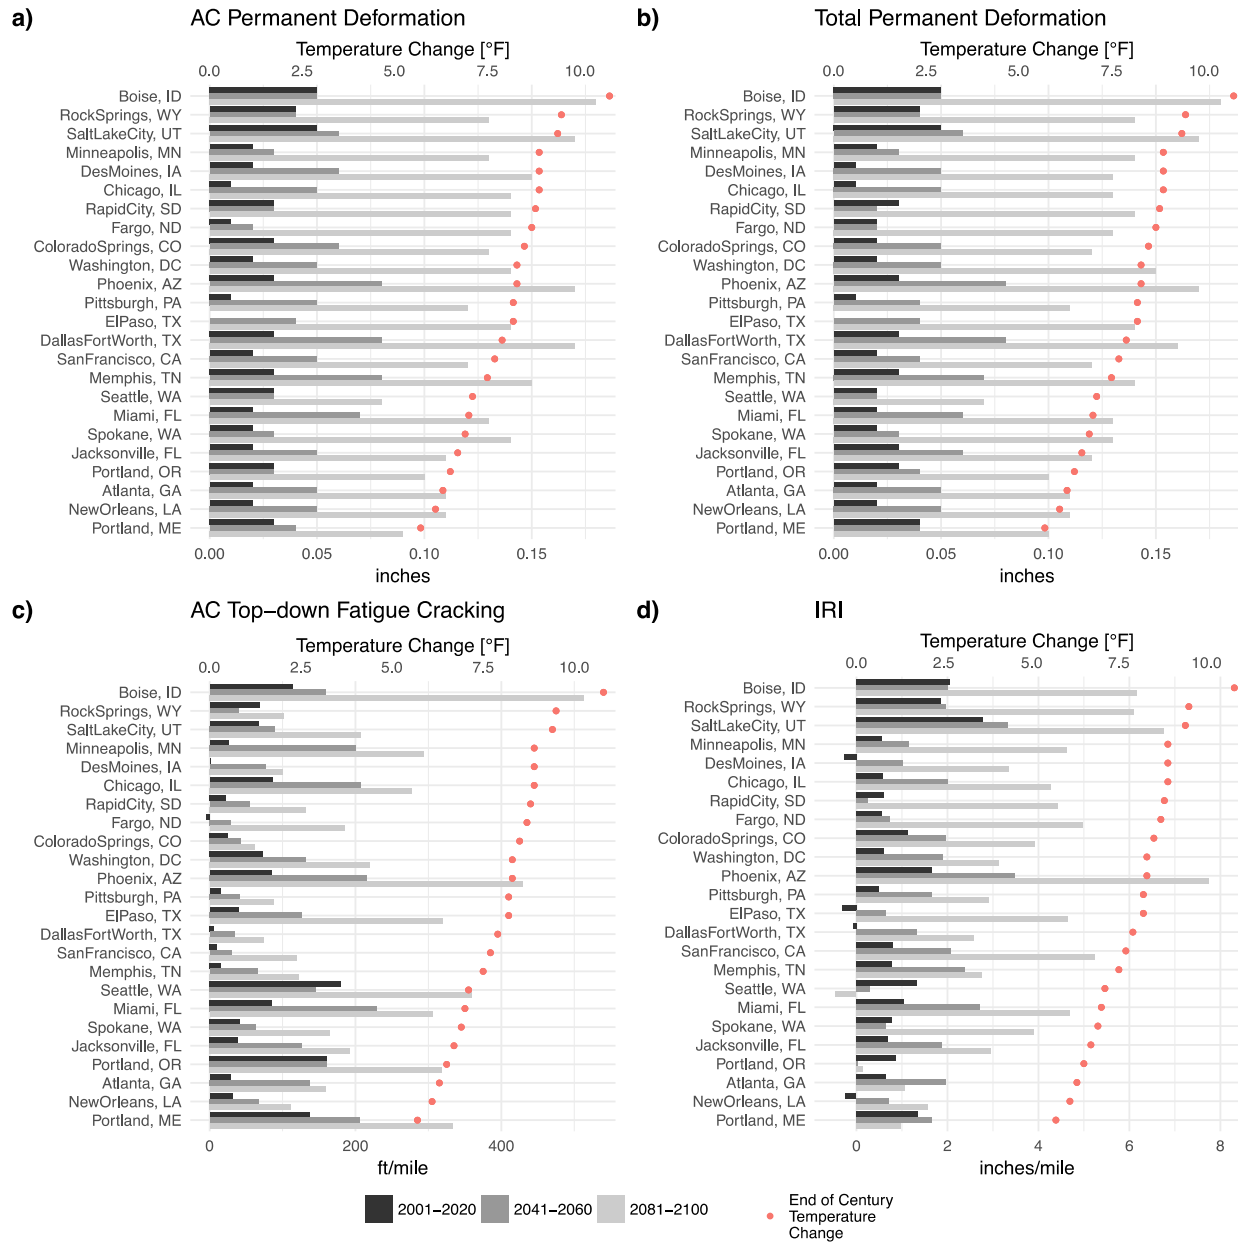 a)
AC Permanent Deformation
Temperature Change [°F]
0.0 2.5 5.0 7.5 10.0
Boise, ID
RockSprings, WY
SaltLakeCity, UT
Minneapolis, MN
DesMoines, IA
Chicago, IL
RapidCity, SD
Fargo, ND
ColoradoSprings, CO
Washington, DC
Phoenix, AZ
Pittsburgh, PA
ElPaso, TX
DallasFortWorth, TX
SanFrancisco, CA
Memphis, TN
Seattle, WA
Miami, FL
Spokane, WA
Jacksonville, FL
Portland, OR
Atlanta, GA
NewOrleans, LA
Portland, ME
0.00 0.05 0.10 0.15
inches
b)
Total Permanent Deformation
Temperature Change [°F]
0.0 2.5 5.0 7.5 10.0
Boise, ID
RockSprings, WY
SaltLakeCity, UT
Minneapolis, MN
DesMoines, IA
Chicago, IL
RapidCity, SD
Fargo, ND
ColoradoSprings, CO
Washington, DC
Phoenix, AZ
Pittsburgh, PA
ElPaso, TX
DallasFortWorth, TX
SanFrancisco, CA
Memphis, TN
Seattle, WA
Miami, FL
Spokane, WA
Jacksonville, FL
Portland, OR
Atlanta, GA
NewOrleans, LA
Portland, ME
0.00 0.05 0.10 0.15
inches
c)
AC Top−down Fatigue Cracking
Temperature Change [°F]
0.0 2.5 5.0 7.5 10.0
Boise, ID
RockSprings, WY
SaltLakeCity, UT
Minneapolis, MN
DesMoines, IA
Chicago, IL
RapidCity, SD
Fargo, ND
ColoradoSprings, CO
Washington, DC
Phoenix, AZ
Pittsburgh, PA
ElPaso, TX
DallasFortWorth, TX
SanFrancisco, CA
Memphis, TN
Seattle, WA
Miami, FL
Spokane, WA
Jacksonville, FL
Portland, OR
Atlanta, GA
NewOrleans, LA
Portland, ME
0 200 400
ft/mile
d)
IRI
Temperature Change [°F]
0.0 2.5 5.0 7.5 10.0
Boise, ID
RockSprings, WY
SaltLakeCity, UT
Minneapolis, MN
DesMoines, IA
Chicago, IL
RapidCity, SD
Fargo, ND
ColoradoSprings, CO
Washington, DC
Phoenix, AZ
Pittsburgh, PA
ElPaso, TX
DallasFortWorth, TX
SanFrancisco, CA
Memphis, TN
Seattle, WA
Miami, FL
Spokane, WA
Jacksonville, FL
Portland, OR
Atlanta, GA
NewOrleans, LA
Portland, ME
0 2 4 6 8
inches/mile
2001−2020 2041−2060 2081−2100
End of Century
Temperature
Change